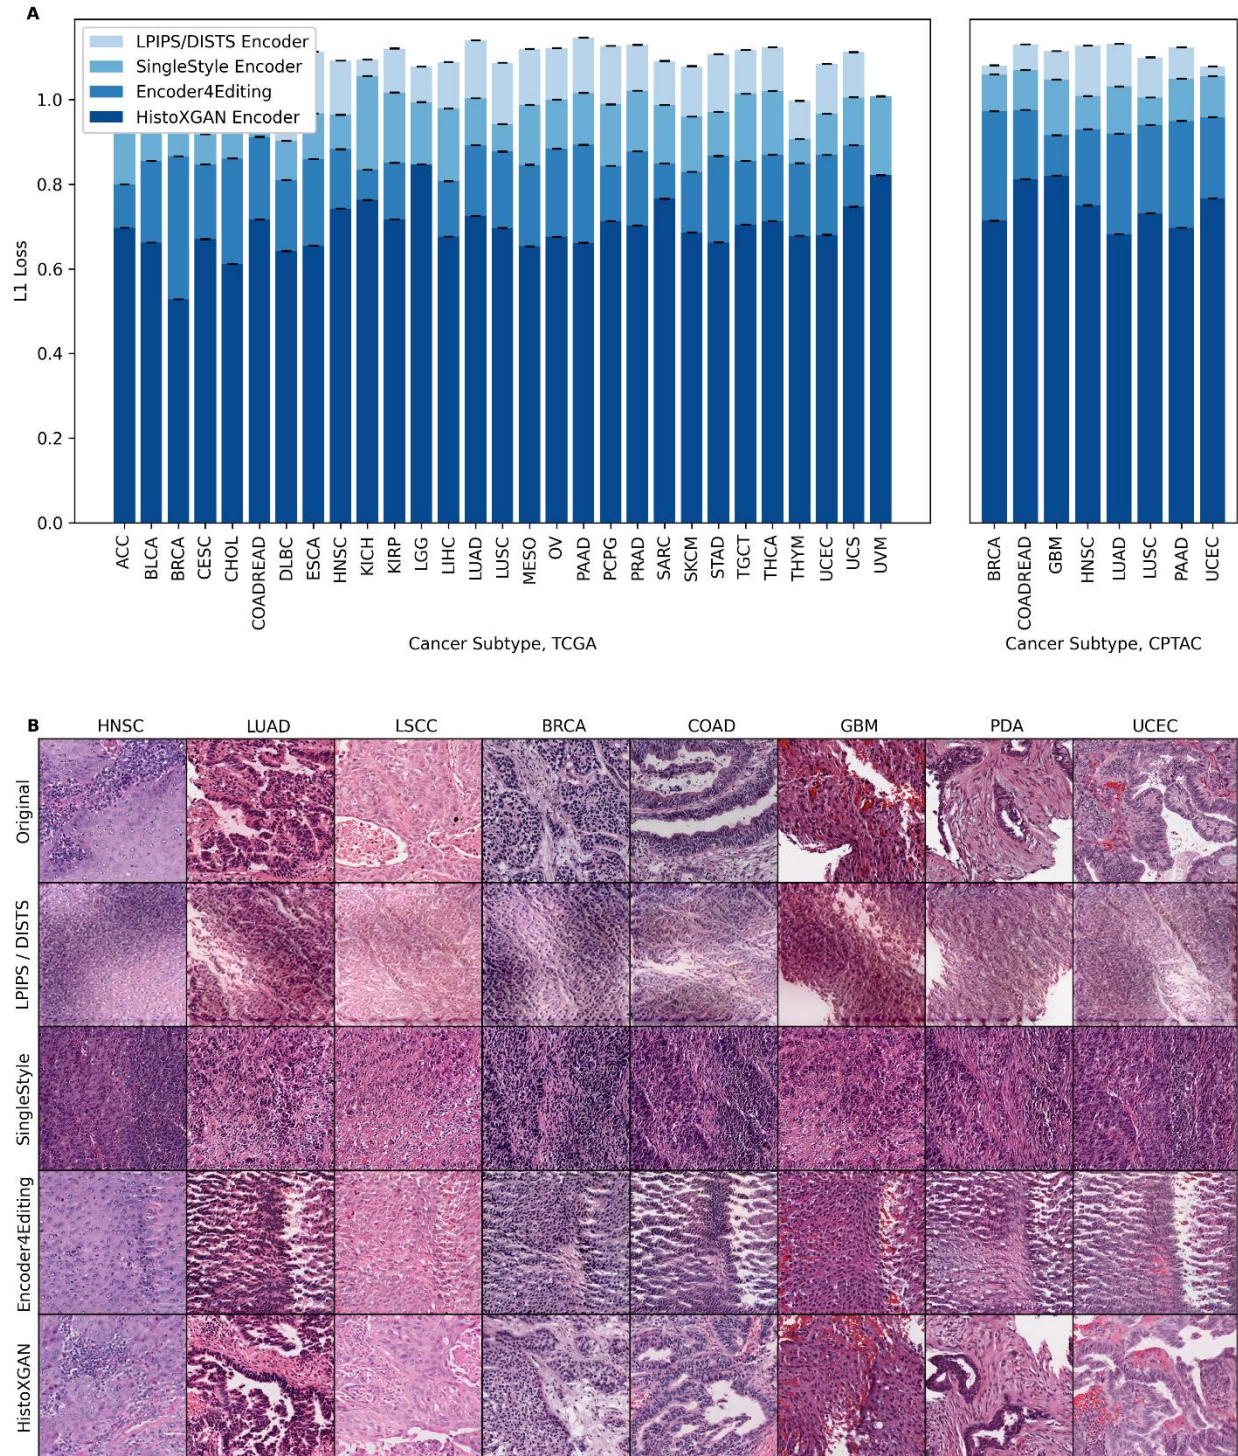 A
LPIPS/DISTS Encoder
SingleStyle Encoder
Encoder4Editing
HistoXGAN Encoder
L1 Loss
1.0
0.8
0.6
0.4
0.2
0.0
ACC
BLCA
BRCA
CESC
CHOL
COADREAD
DLBC
ESCA
HNSC
KICH
KIRP
LGG
LIHC
LUAD
LUSC
MESO
OV
PAAD
PCPG
PRAD
SARC
SKCM
STAD
TGCT
THCA
THYM
UCEC
UCS
UVM
Cancer Subtype, TCGA
BRCA
COADREAD
GBM
HNSC
LUAD
LUSC
PAAD
UCEC
Cancer Subtype, CPTAC
B
HNSC LUAD LSCC BRCA COAD GBM PDA UCEC
Original
LPIPS / DISTS
SingleStyle
Encoder4Editing
HistoXGAN